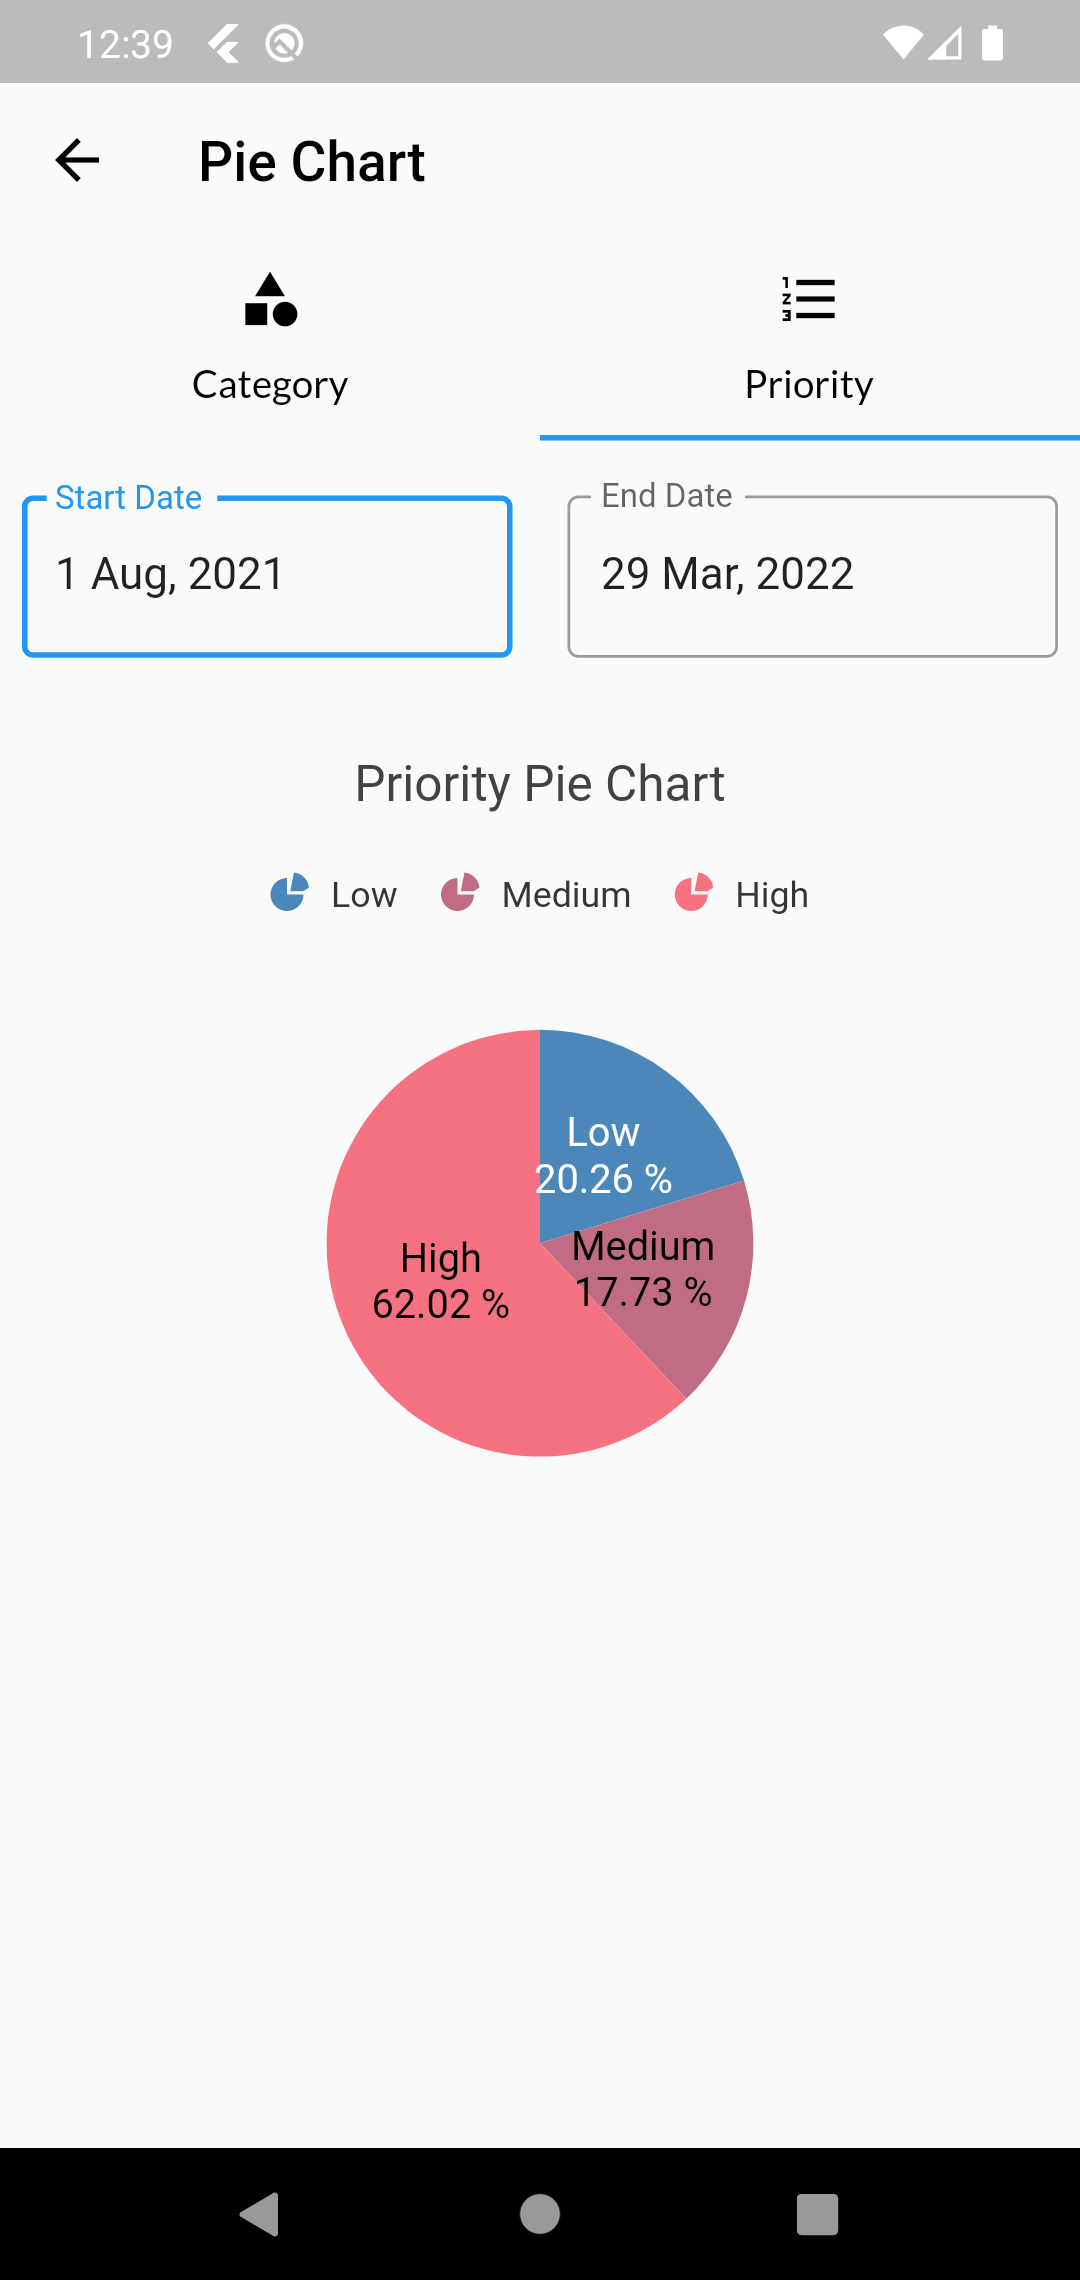 12:39
Pie Chart
Category
Priority
Start Date
End Date
1 Aug, 2021
29 Mar, 2022
Priority Pie Chart
Low
Medium
High
Low
20.26 %
Medium
17.73 %
High
62.02 %